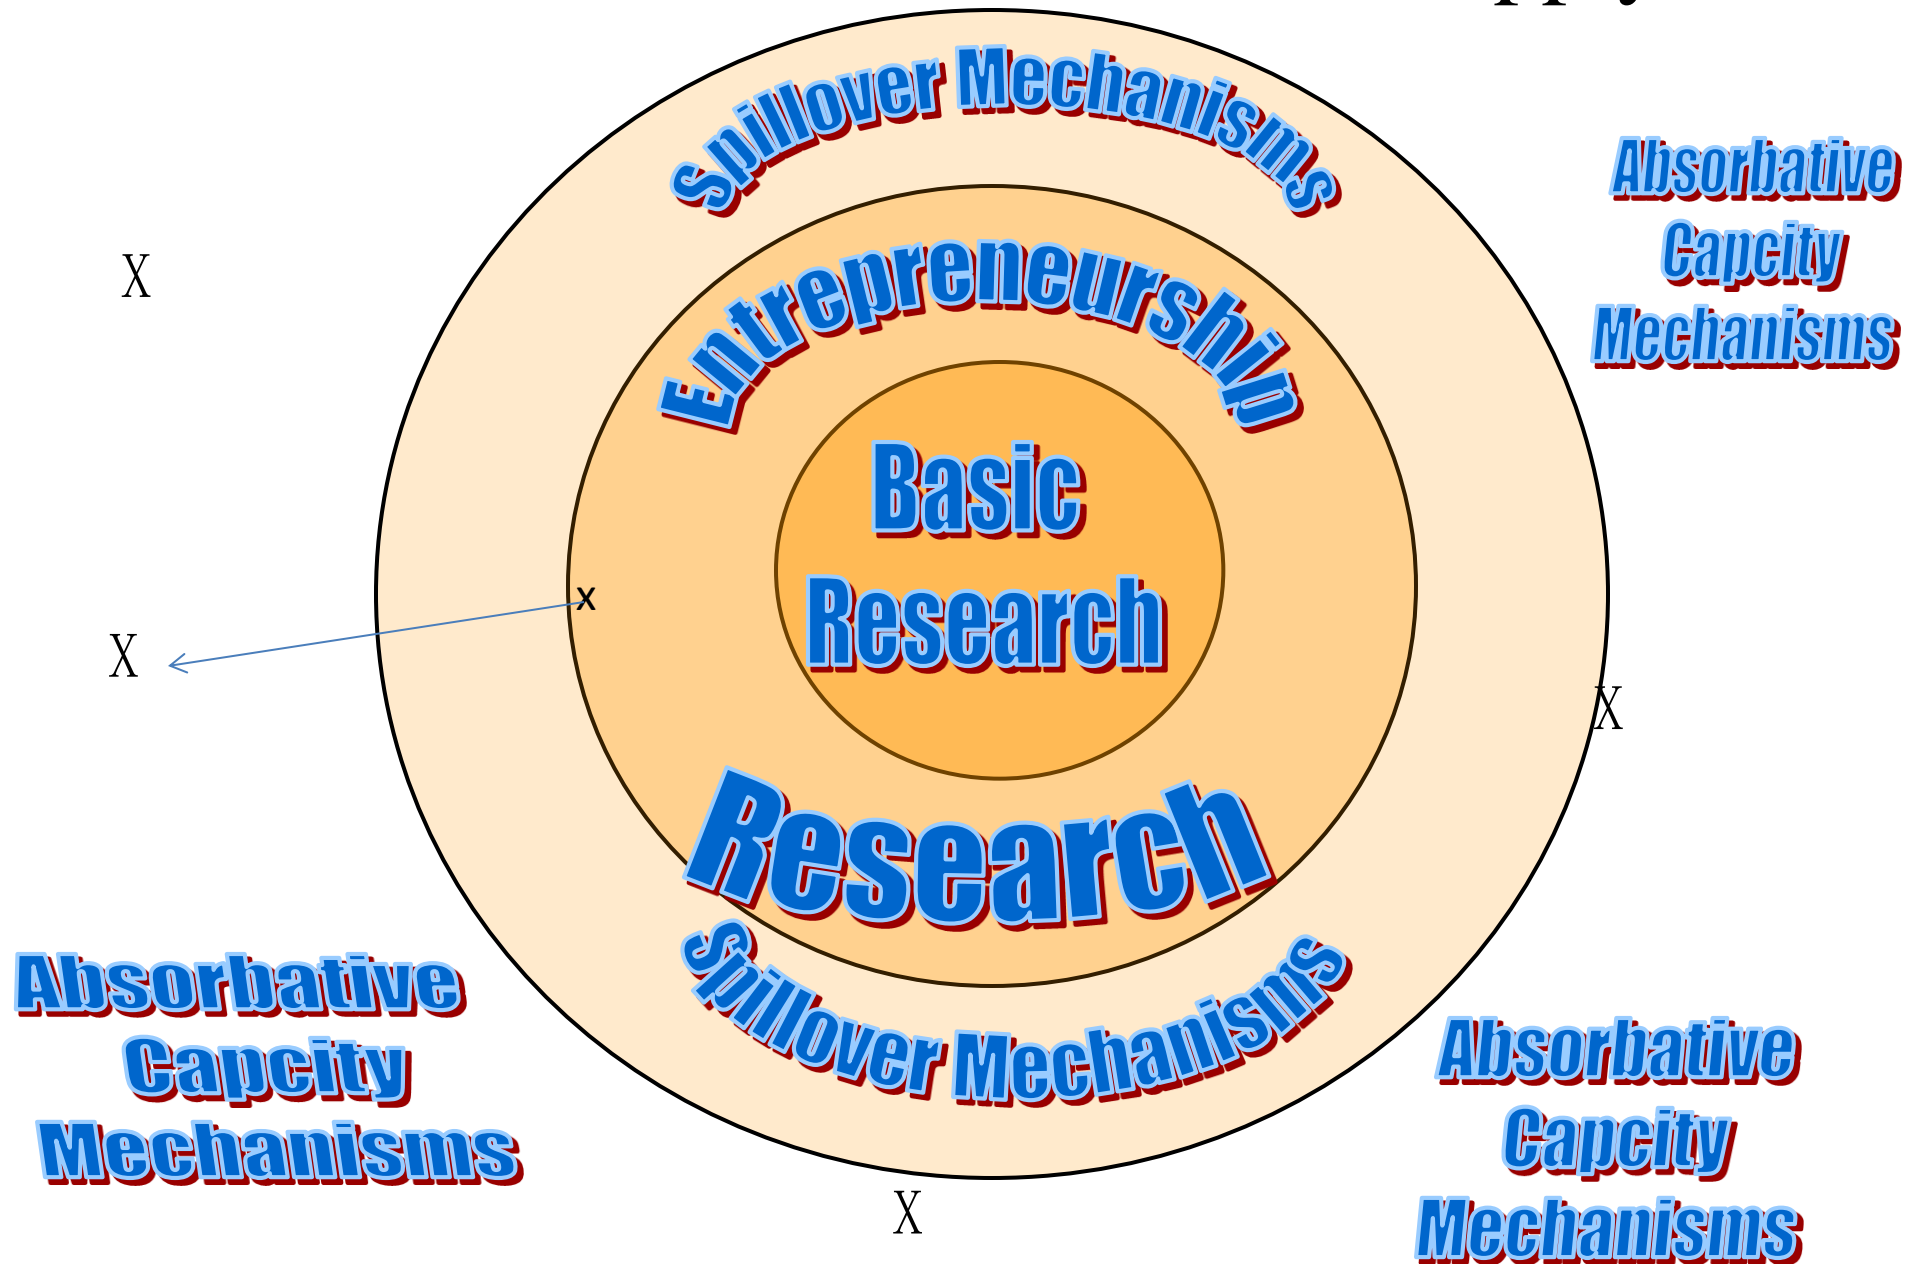 Spillover Mechanisms
Absorbative
Capcity
Mechanisms
Entrepreneurship
X
Basic
Research
x
X
X
Research
Spillover Mechanisms
Absorbative
Capcity
Mechanisms
Absorbative
Capcity
Mechanisms
X